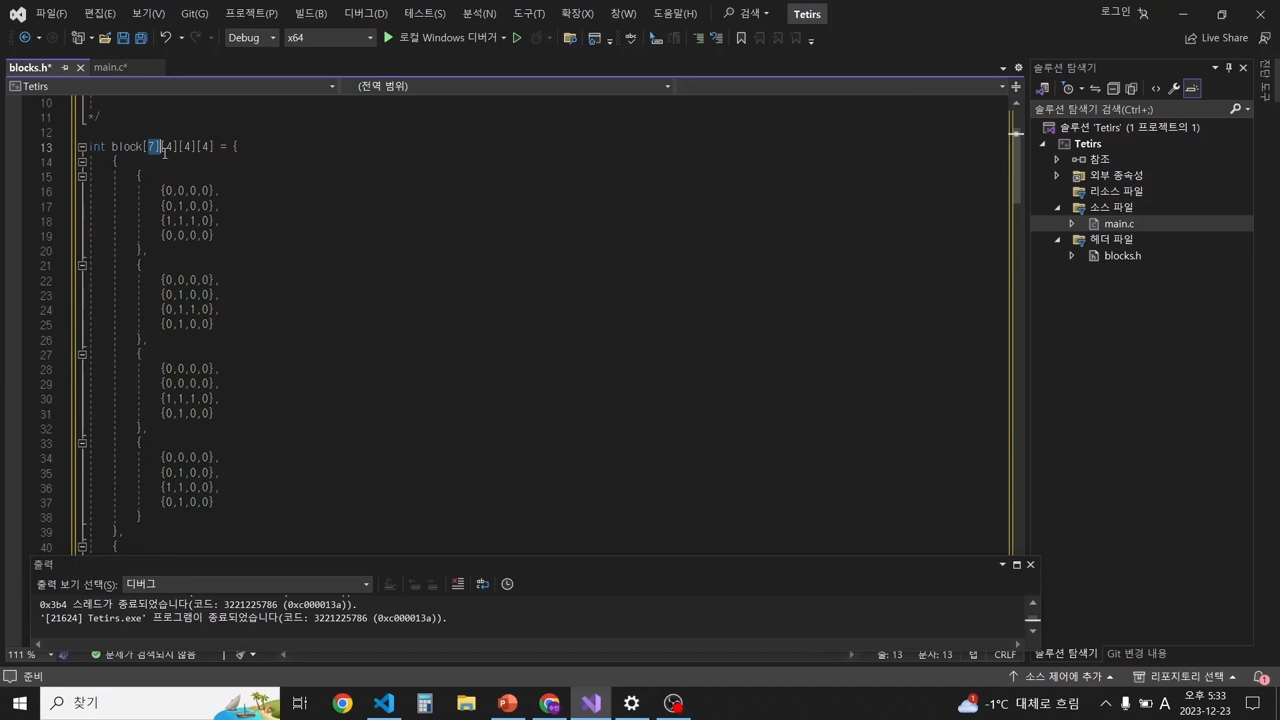 파일(F) 편집(E) 보기(V) Git(G) 프로젝트(P) 빌드(B) 디버그(D) 테스트(S) 분석(N) 도구(T) 확장(X) 창(W) 도움말(H) 검색 Tetirs 로그인
Debug x64 로컬 Windows 디버거 Live Share
blocks.h* main.c*
Tetirs (전역 범위)
10
11 */
12
13 int block[7][4][4][4] = {
14 {
15 {
16 {0,0,0,0},
17 {0,1,0,0},
18 {1,1,1,0},
19 {0,0,0,0}
20 },
21 {
22 {0,0,0,0},
23 {0,1,0,0},
24 {0,1,1,0},
25 {0,1,0,0}
26 },
27 {
28 {0,0,0,0},
29 {0,0,0,0},
30 {1,1,1,0},
31 {0,1,0,0}
32 },
33 {
34 {0,0,0,0},
35 {0,1,0,0},
36 {1,1,0,0},
37 {0,1,0,0}
38 }
39 },
40 {
출력
출력 보기 선택(S): 디버그
0x3b4 스레드가 종료되었습니다(코드: 3221225786 (0xc000013a)).
'[21624] Tetirs.exe' 프로그램이 종료되었습니다(코드: 3221225786 (0xc000013a)).
111 % 문제가 검색되지 않음 줄: 13 문자: 13 탭 CRLF
솔루션 탐색기
솔루션 탐색기 검색(Ctrl+;)
솔루션 'Tetirs' (1 프로젝트의 1)
Tetirs
참조
외부 종속성
리소스 파일
소스 파일
main.c
헤더 파일
blocks.h
솔루션 탐색기 Git 변경 내용
진단 도구
준비 소스 제어에 추가 리포지토리 선택 1
찾기 -1°C 대체로 흐림 A 오후 5:33
2023-12-23